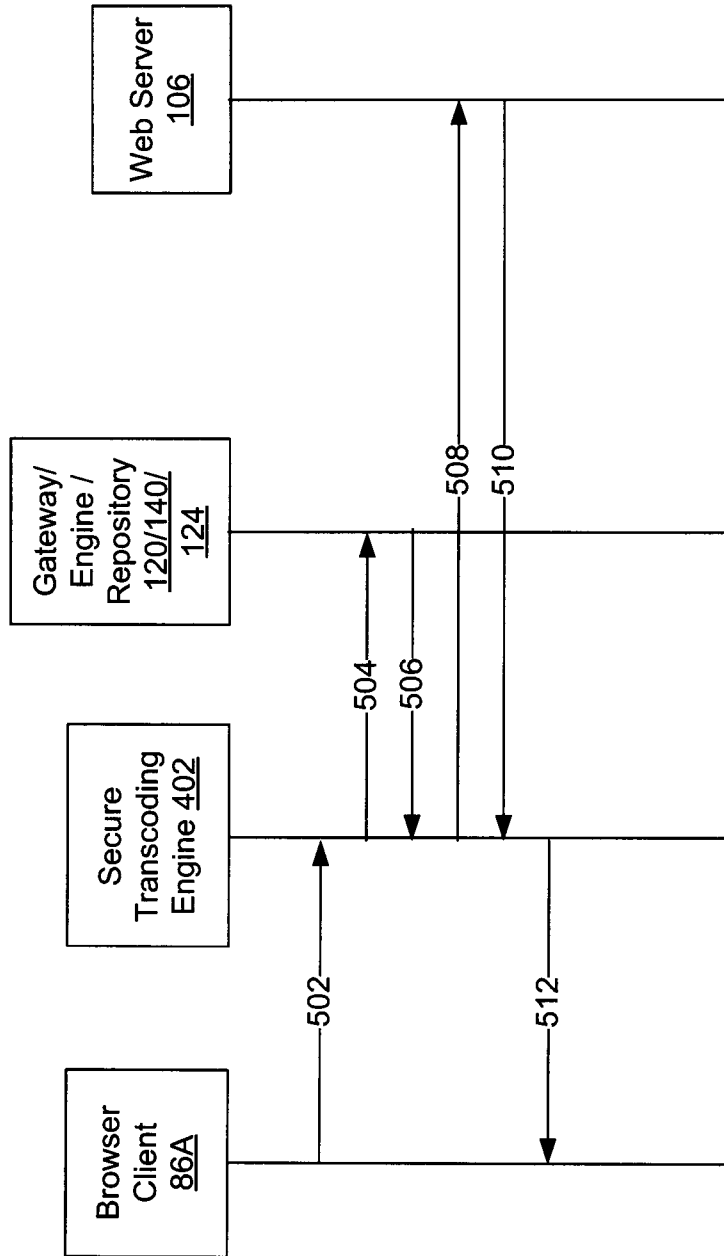 Browser
Client
86A
Secure
Transcoding
Engine 402
Gateway/
Engine /
Repository
120/140/
124
Web Server
106
502
504
506
508
510
512